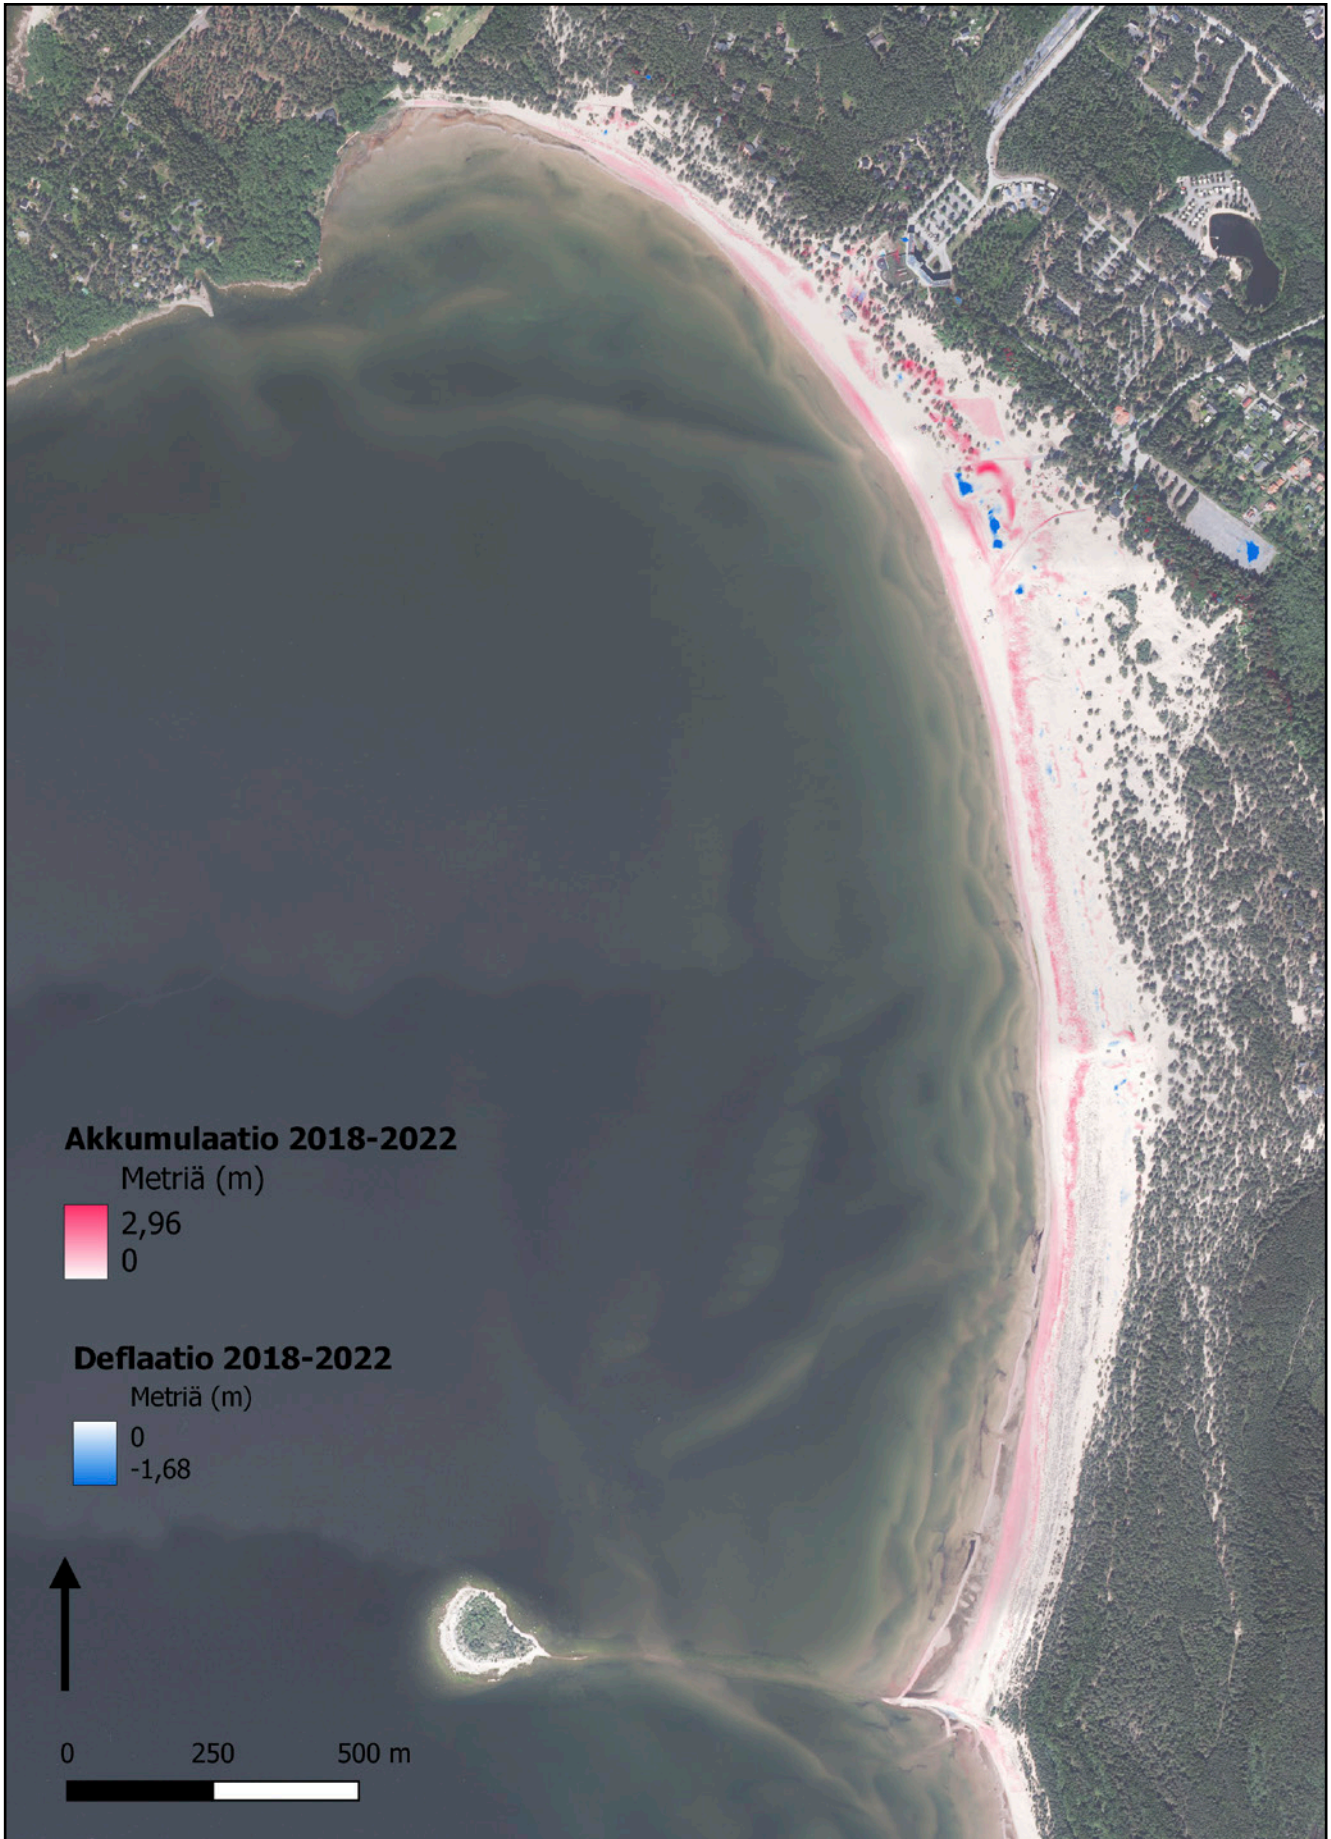 Akkumulaatio 2018-2022
Metriä (m)
2,96
0
Deflaatio 2018-2022
Metriä (m)
0
-1,68
0 250 500 m